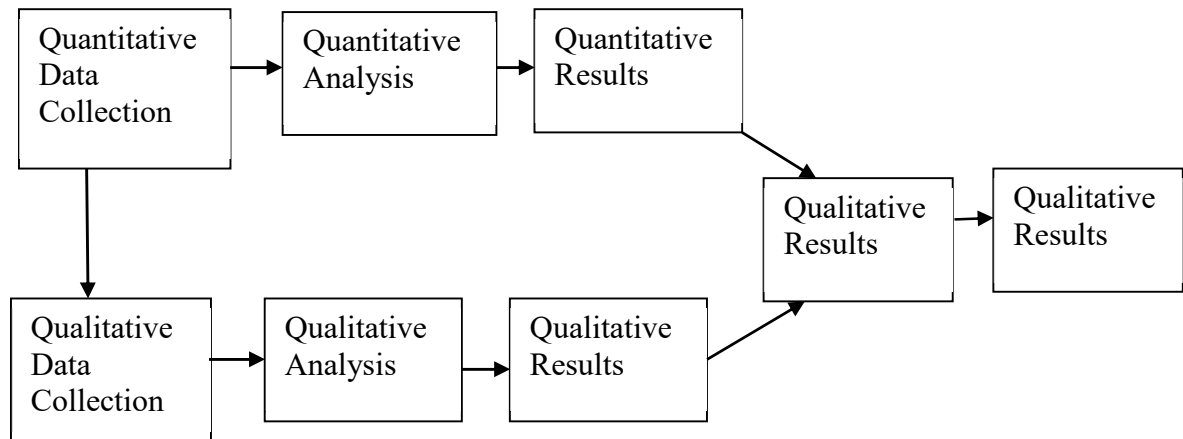 Quantitative
Data
Collection
Quantitative
Analysis
Quantitative
Results
Qualitative
Results
Qualitative
Results
Qualitative
Data
Collection
Qualitative
Analysis
Qualitative
Results